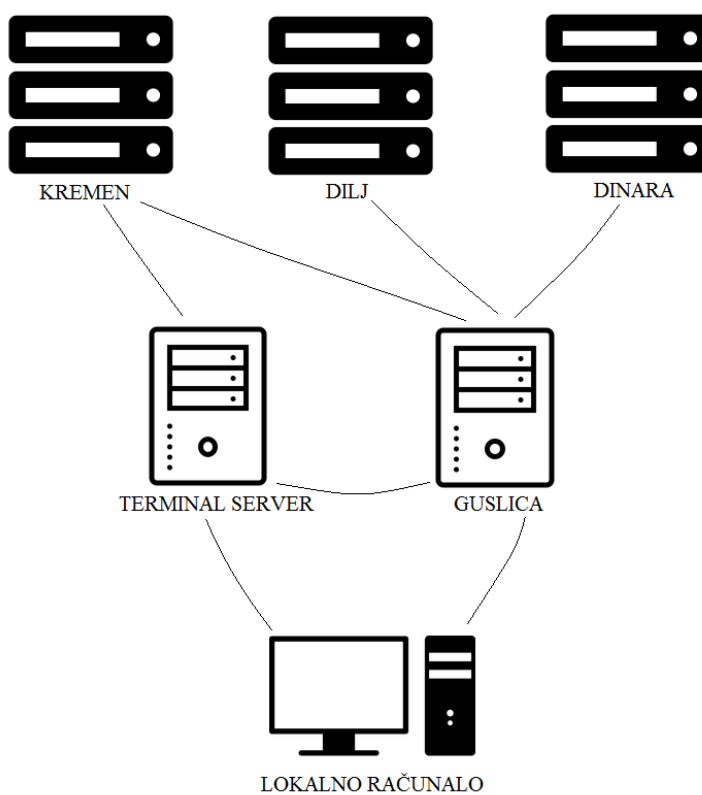 KREMEN
DILJ
DINARA
TERMINAL SERVER
GUSLICA
LOKALNO RAČUNALO